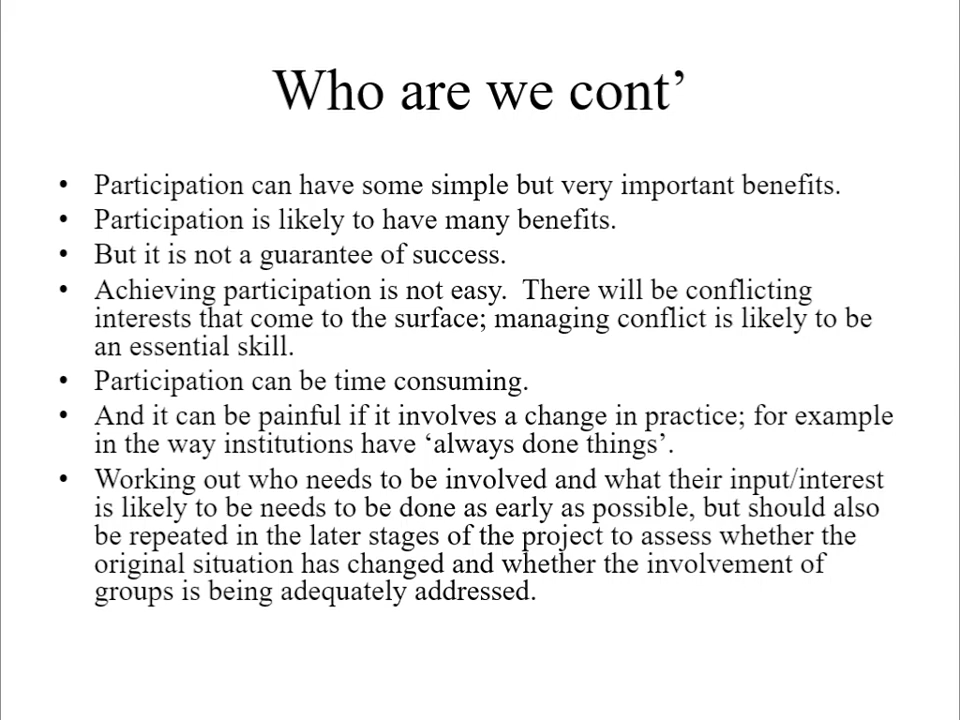 Who are we cont’
• Participation can have some simple but very important benefits.
• Participation is likely to have many benefits.
• But it is not a guarantee of success.
• Achieving participation is not easy.  There will be conflicting
interests that come to the surface; managing conflict is likely to be
an essential skill.
• Participation can be time consuming.
• And it can be painful if it involves a change in practice; for example
in the way institutions have ‘always done things’.
• Working out who needs to be involved and what their input/interest
is likely to be needs to be done as early as possible, but should also
be repeated in the later stages of the project to assess whether the
original situation has changed and whether the involvement of
groups is being adequately addressed.